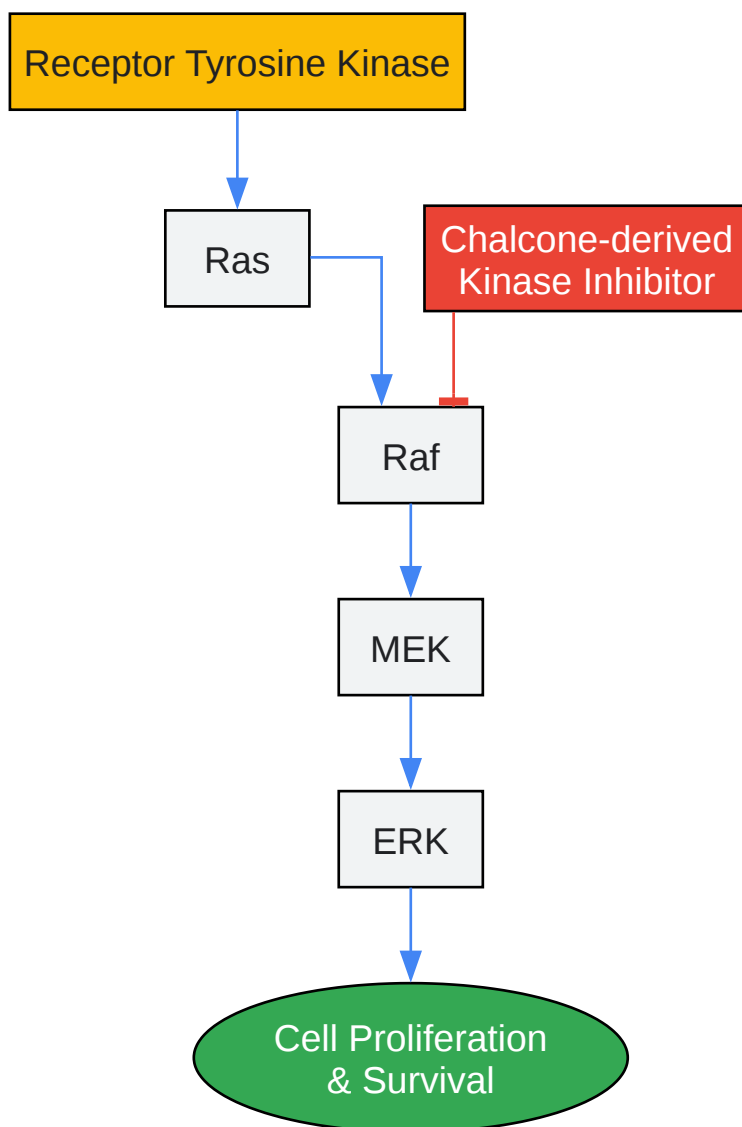 Receptor Tyrosine Kinase
Ras
Chalcone-derived
Kinase Inhibitor
Raf
MEK
ERK
Cell Proliferation
& Survival